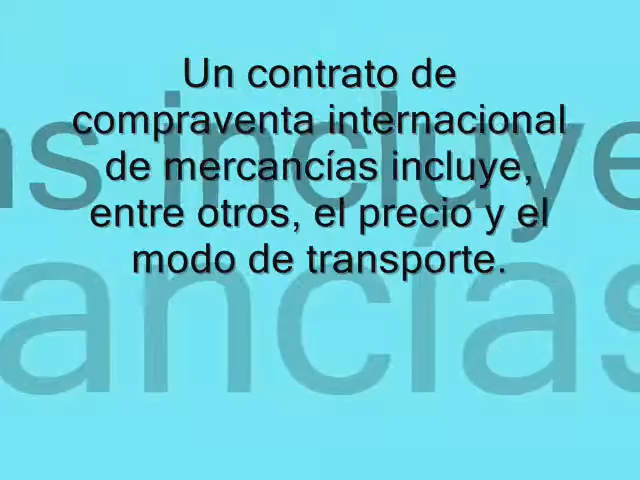 Un contrato de
compraventa internacional
de mercancías incluye,
entre otros, el precio y el
modo de transporte.